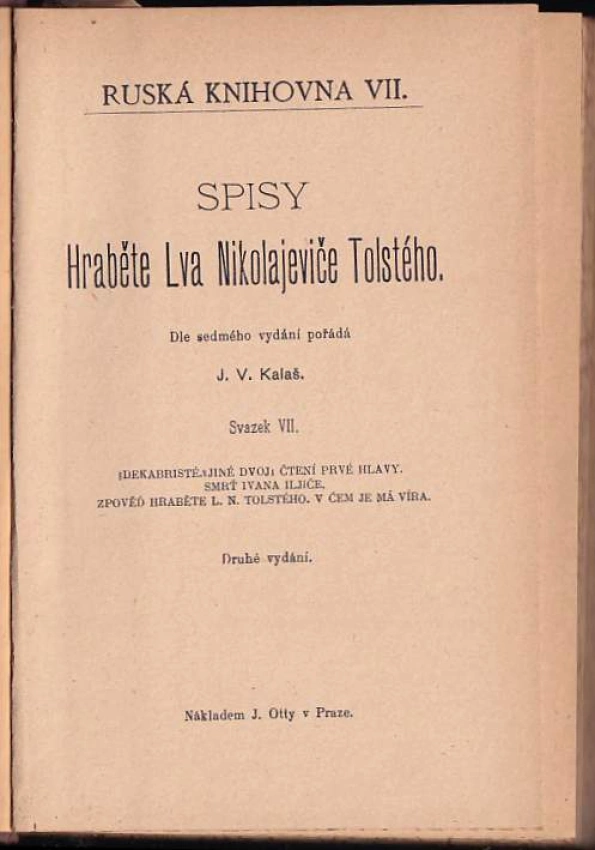 RUSKÁ KNIHOVNA VII.
SPISY
Hraběte Lva Nikolajeviče Tolstého.
Dle sedmého vydání pořádá
J. V. Kalaš.
Svazek VII.
»DEKABRISTÉ.« JINÉ DVOJÍ ČTENÍ PRVÉ HLAVY.
SMRŤ IVANA ILJIČE.
ZPOVĚĎ HRABĚTE L. N. TOLSTÉHO. V ČEM JE MÁ VÍRA.
Druhé vydání.
Nákladem J. Otty v Praze.